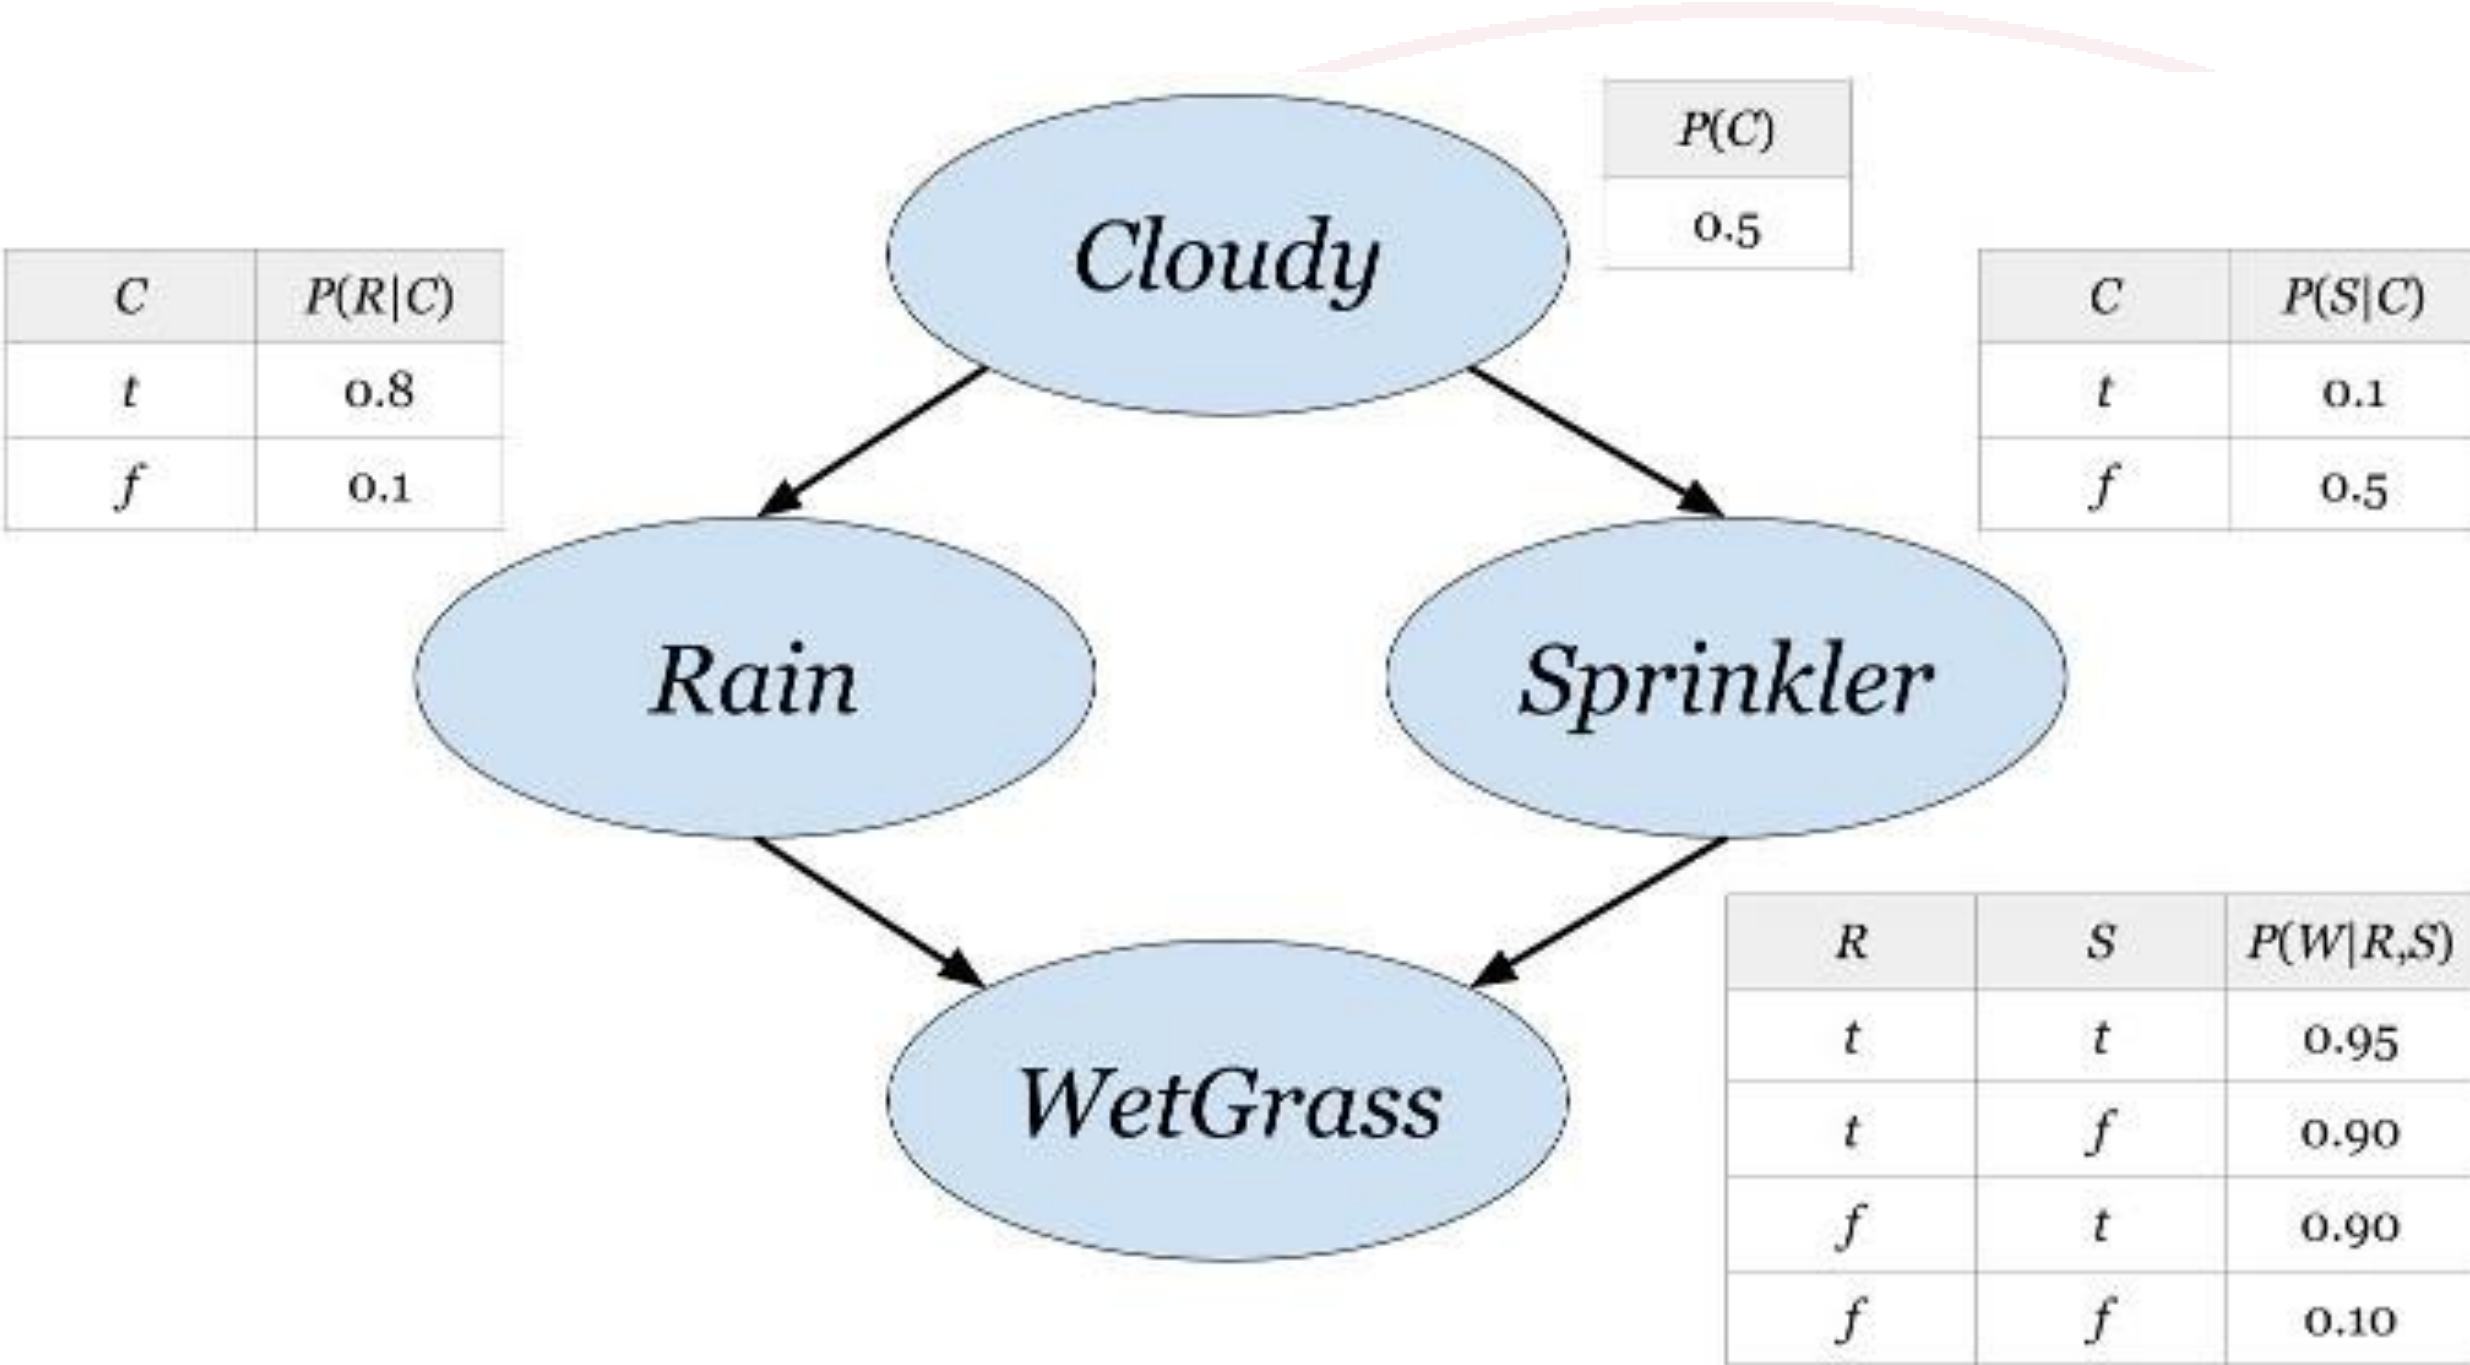 P(C)
0.5
Cloudy
C P(R|C)
t 0.8
f 0.1
C P(S|C)
t 0.1
f 0.5
Rain
Sprinkler
WetGrass
R S P(W|R,S)
t t 0.95
t f 0.90
f t 0.90
f f 0.10